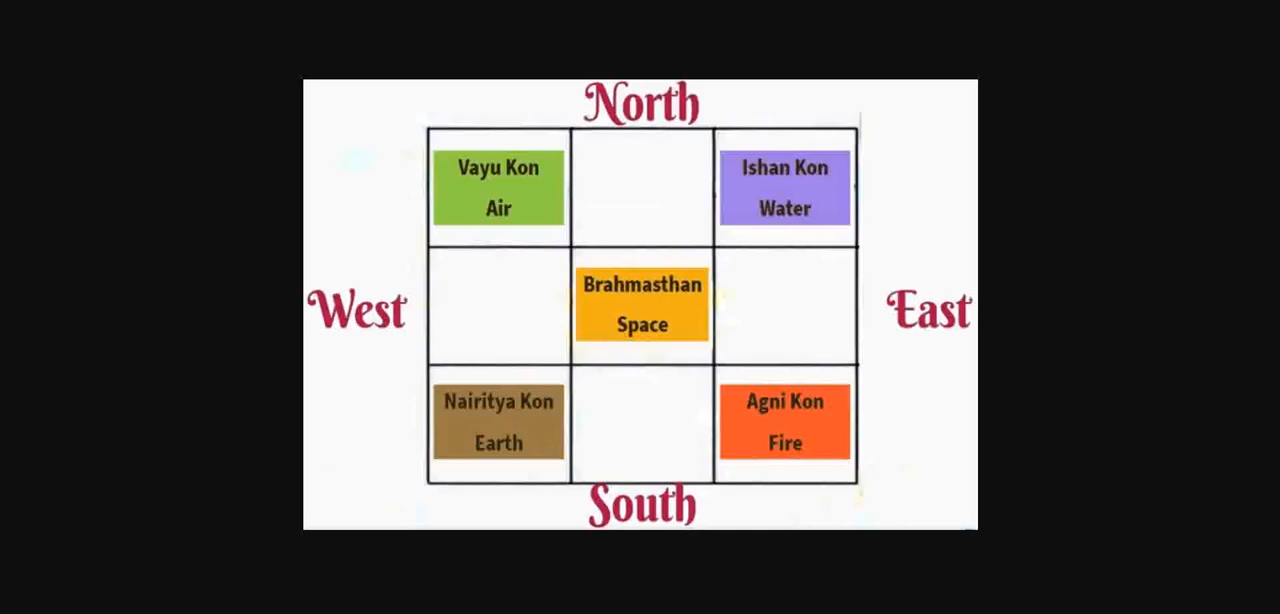 North
Vayu Kon
Air
Ishan Kon
Water
West
Brahmasthan
Space
East
Nairitya Kon
Earth
Agni Kon
Fire
South